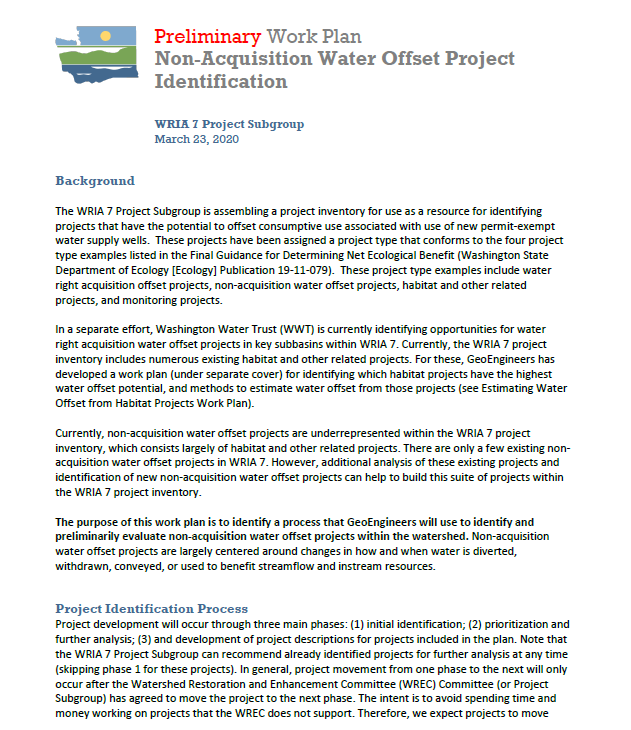 Preliminary Work Plan
Non-Acquisition Water Offset Project
Identification
WRIA 7 Project Subgroup
March 23, 2020
Background
The WRIA 7 Project Subgroup is assembling a project inventory for use as a resource for identifying
projects that have the potential to offset consumptive use associated with use of new permit-exempt
water supply wells.  These projects have been assigned a project type that conforms to the four project
type examples listed in the Final Guidance for Determining Net Ecological Benefit (Washington State
Department of Ecology [Ecology] Publication 19-11-079).  These project type examples include water
right acquisition offset projects, non-acquisition water offset projects, habitat and other related
projects, and monitoring projects.
In a separate effort, Washington Water Trust (WWT) is currently identifying opportunities for water
right acquisition water offset projects in key subbasins within WRIA 7. Currently, the WRIA 7 project
inventory includes numerous existing habitat and other related projects. For these, GeoEngineers has
developed a work plan (under separate cover) for identifying which habitat projects have the highest
water offset potential, and methods to estimate water offset from those projects (see Estimating Water
Offset from Habitat Projects Work Plan).
Currently, non-acquisition water offset projects are underrepresented within the WRIA 7 project
inventory, which consists largely of habitat and other related projects. There are only a few existing non-
acquisition water offset projects in WRIA 7. However, additional analysis of these existing projects and
identification of new non-acquisition water offset projects can help to build this suite of projects within
the WRIA 7 project inventory.
The purpose of this work plan is to identify a process that GeoEngineers will use to identify and
preliminarily evaluate non-acquisition water offset projects within the watershed. Non-acquisition
water offset projects are largely centered around changes in how and when water is diverted,
withdrawn, conveyed, or used to benefit streamflow and instream resources.
Project Identification Process
Project development will occur through three main phases: (1) initial identification; (2) prioritization and
further analysis; (3) and development of project descriptions for projects included in the plan. Note that
the WRIA 7 Project Subgroup can recommend already identified projects for further analysis at any time
(skipping phase 1 for these projects). In general, project movement from one phase to the next will only
occur after the Watershed Restoration and Enhancement Committee (WREC) Committee (or Project
Subgroup) has agreed to move the project to the next phase. The intent is to avoid spending time and
money working on projects that the WREC does not support. Therefore, we expect projects to move